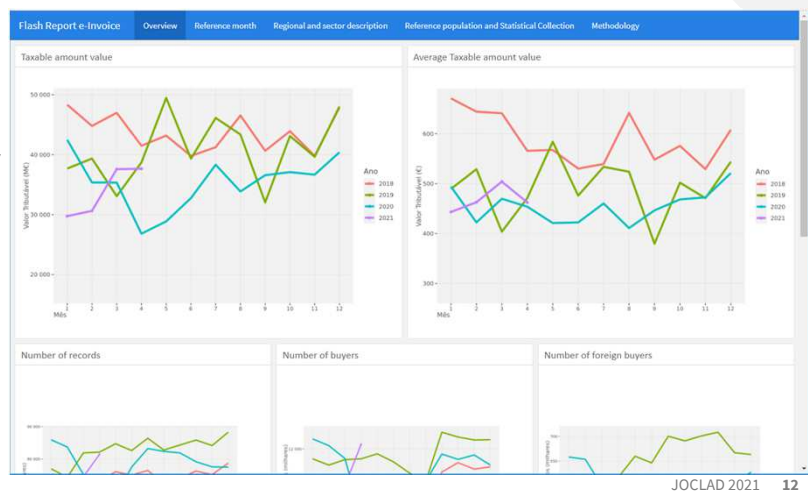 Flash Report e-Invoice Overview Reference month Regional and sector description Reference population and Statistical Collection Methodology
Taxable amount value
50 000
40 000
30 000
20 000
Valor Tributável (M€)
1 2 3 4 5 6 7 8 9 10 11 12
Mês
Ano
2018
2019
2020
2021
Average Taxable amount value
600
500
400
300
Valor Tributável (€)
1 2 3 4 5 6 7 8 9 10 11 12
Mês
Ano
2018
2019
2020
2021
Number of records
Number of buyers
(milhares)
Number of foreign buyers
(milhares)
JOCLAD 2021 12